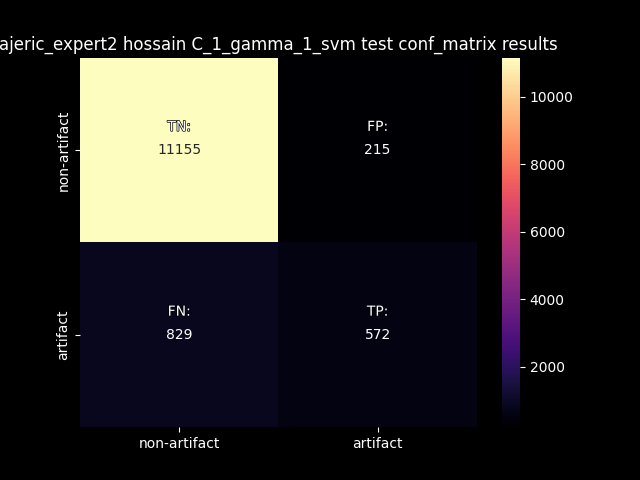 ajeric_expert2 hossain C_1_gamma_1_svm test conf_matrix results
non-artifact
TN:
11155
FP:
215
artifact
FN:
829
TP:
572
non-artifact
artifact
10000
8000
6000
4000
2000